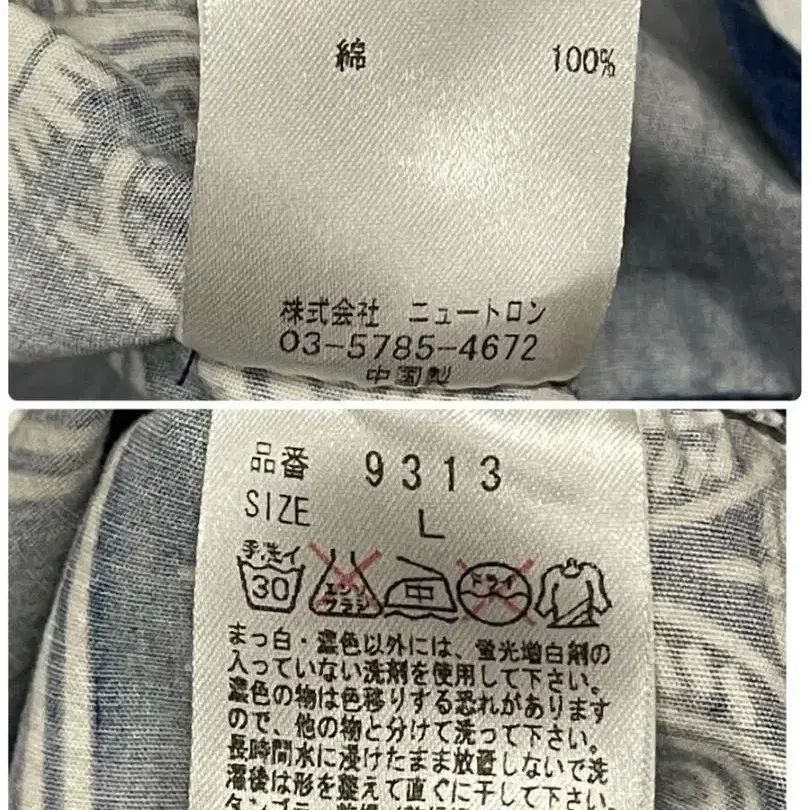 綿 100%
株式会社 ニュートロン
03-5785-4672
中国製
品番 9313
SIZE L
手洗イ
30
エンソ
フラシ
中
ドライ
まっ白・濃色以外には、蛍光増白剤の
入っていない洗剤を使用して下さい。
濃色の物は色移りする恐れがあります
ので、他の物と分けて洗って下さい。
長時間水に浸けたまま放置しないで洗
濯後は形を整えて直ぐに干して下さい。